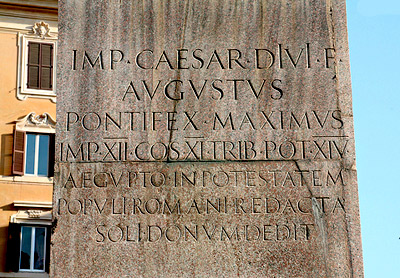 IMP·CAESAR·DIVI·F·
AVGVSTVS
PONTIFEX·MAXIMVS
IMP·XII·COS·XI·TRIB·POT·XIV
AEGVPTO·IN·POTESTATEM
POPVLI·ROMANI·REDACTA
SOLI·DONVM·DEDIT